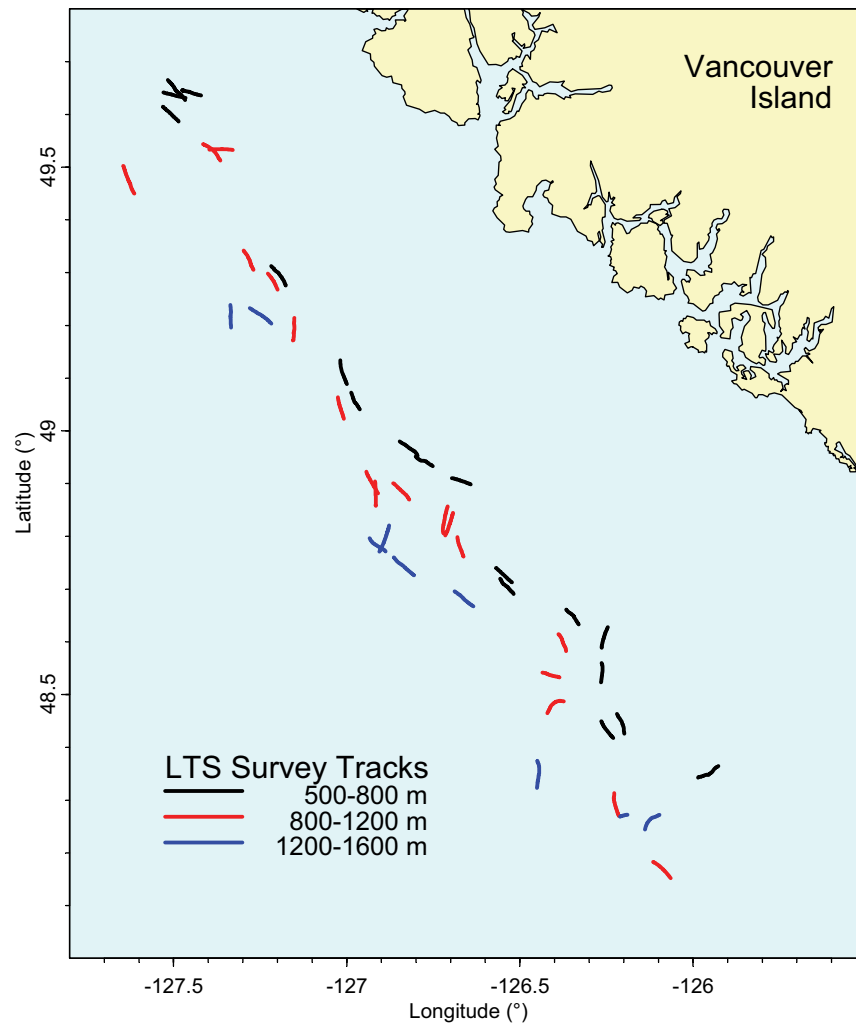 Vancouver
Island
49.5
49
48.5
Latitude (°)
LTS Survey Tracks
500-800 m
800-1200 m
1200-1600 m
-127.5
-127
-126.5
-126
Longitude (°)